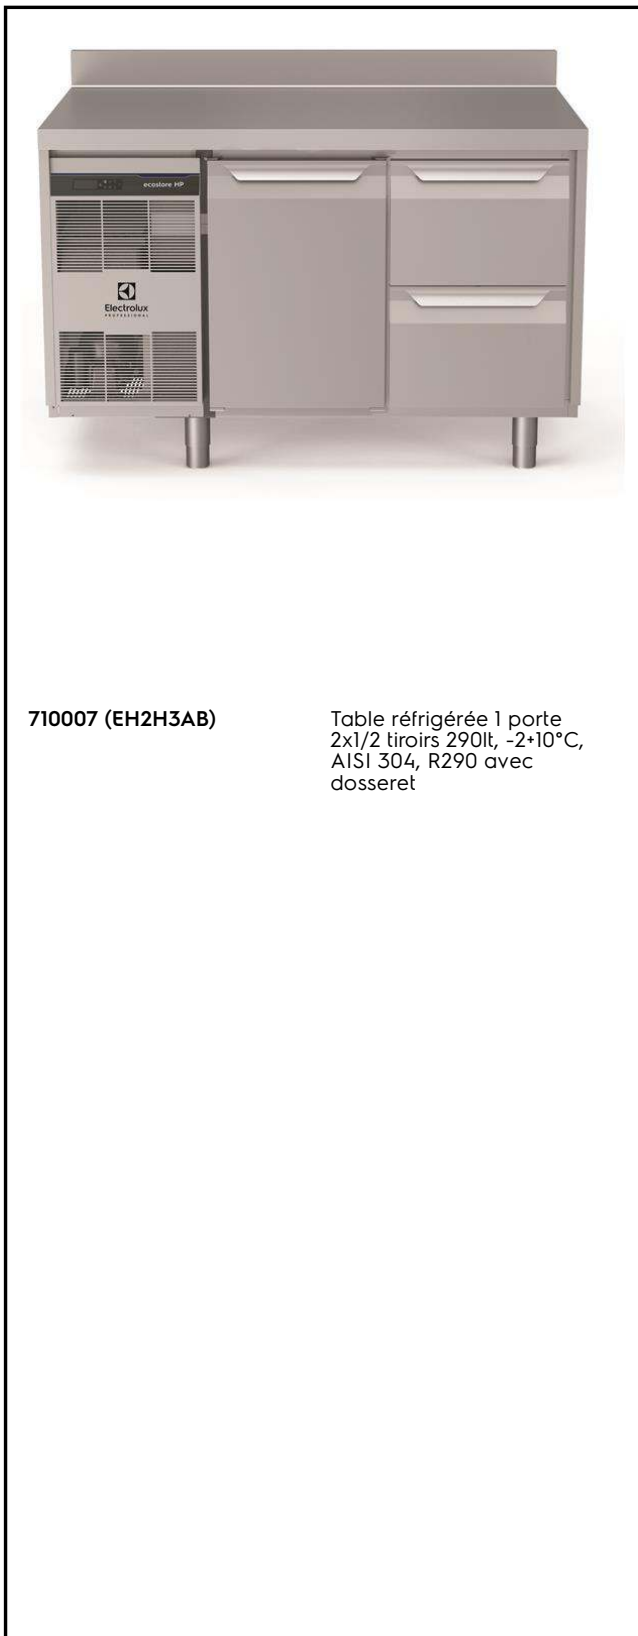 ecostore HP
Electrolux
PROFESSIONAL
710007 (EH2H3AB)
Table réfrigérée 1 porte
2x1/2 tiroirs 290lt, -2+10°C,
AISI 304, R290 avec
dosseret